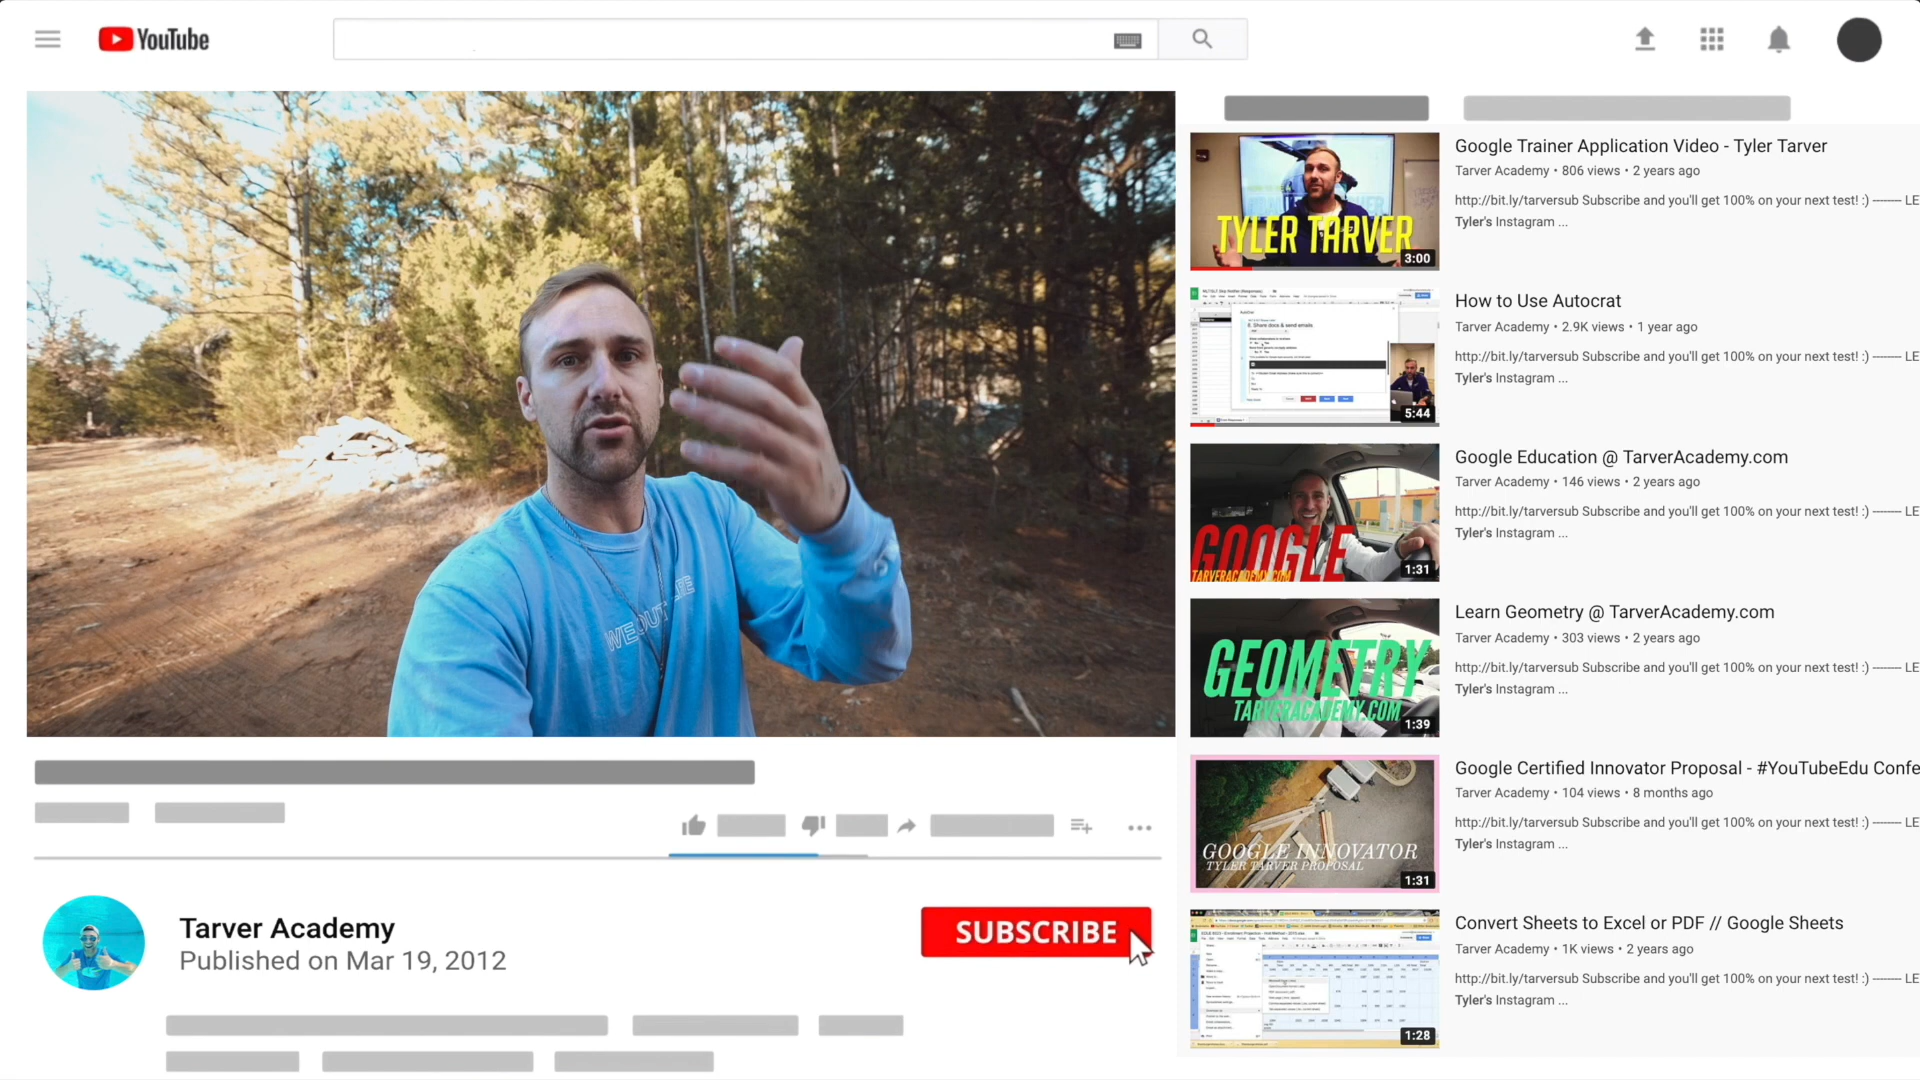 YouTube
WE OUT LIFE
Tarver Academy
Published on Mar 19, 2012
SUBSCRIBE
TYLER TARVER
3:00
Google Trainer Application Video - Tyler Tarver
Tarver Academy • 806 views • 2 years ago
http://bit.ly/tarversub Subscribe and you'll get 100% on your next test! :) -------- LE
Tyler's Instagram ...
8. Share docs & send emails
5:44
How to Use Autocrat
Tarver Academy • 2.9K views • 1 year ago
http://bit.ly/tarversub Subscribe and you'll get 100% on your next test! :) -------- LE
Tyler's Instagram ...
GOOGLE
TARVERACADEMY.COM
1:31
Google Education @ TarverAcademy.com
Tarver Academy • 146 views • 2 years ago
http://bit.ly/tarversub Subscribe and you'll get 100% on your next test! :) -------- LE
Tyler's Instagram ...
GEOMETRY
TARVERACADEMY.COM
1:39
Learn Geometry @ TarverAcademy.com
Tarver Academy • 303 views • 2 years ago
http://bit.ly/tarversub Subscribe and you'll get 100% on your next test! :) -------- LE
Tyler's Instagram ...
GOOGLE INNOVATOR
TYLER TARVER PROPOSAL
1:31
Google Certified Innovator Proposal - #YouTubeEdu Confe
Tarver Academy • 104 views • 8 months ago
http://bit.ly/tarversub Subscribe and you'll get 100% on your next test! :) -------- LE
Tyler's Instagram ...
1:28
Convert Sheets to Excel or PDF // Google Sheets
Tarver Academy • 1K views • 2 years ago
http://bit.ly/tarversub Subscribe and you'll get 100% on your next test! :) -------- LE
Tyler's Instagram ...